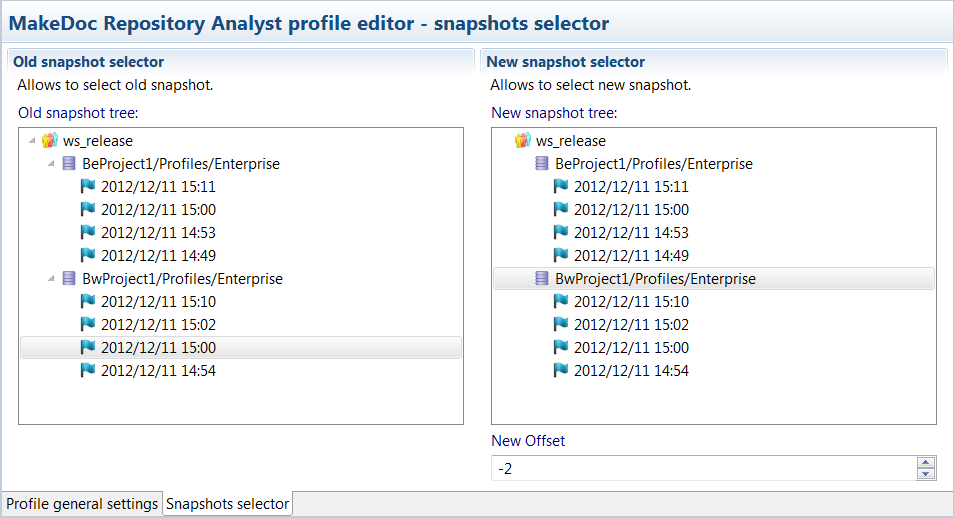 MakeDoc Repository Analyst profile editor - snapshots selector
Old snapshot selector
Allows to select old snapshot.
Old snapshot tree:
ws_release
BeProject1/Profiles/Enterprise
2012/12/11 15:11
2012/12/11 15:00
2012/12/11 14:53
2012/12/11 14:49
BwProject1/Profiles/Enterprise
2012/12/11 15:10
2012/12/11 15:02
2012/12/11 15:00
2012/12/11 14:54
New snapshot selector
Allows to select new snapshot.
New snapshot tree:
ws_release
BeProject1/Profiles/Enterprise
2012/12/11 15:11
2012/12/11 15:00
2012/12/11 14:53
2012/12/11 14:49
BwProject1/Profiles/Enterprise
2012/12/11 15:10
2012/12/11 15:02
2012/12/11 15:00
2012/12/11 14:54
New Offset
-2
Profile general settings
Snapshots selector